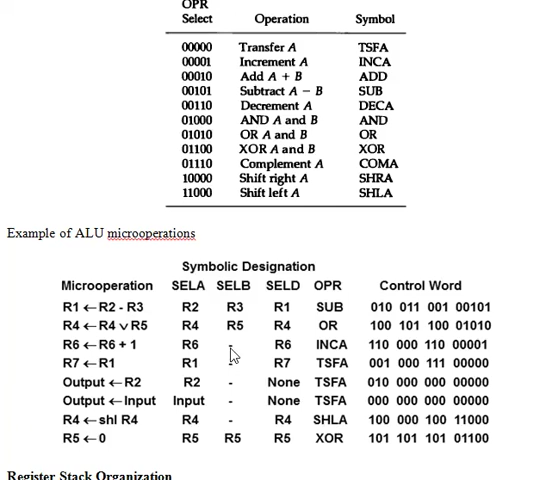 OPR
Select Operation Symbol
00000 Transfer A TSFA
00001 Increment A INCA
00010 Add A + B ADD
00101 Subtract A − B SUB
00110 Decrement A DECA
01000 AND A and B AND
01010 OR A and B OR
01100 XOR A and B XOR
01110 Complement A COMA
10000 Shift right A SHRA
11000 Shift left A SHLA
Example of ALU microoperations
Symbolic Designation
Microoperation SELA SELB SELD OPR Control Word
R1 ← R2 - R3 R2 R3 R1 SUB 010 011 001 00101
R4 ← R4 ∨ R5 R4 R5 R4 OR 100 101 100 01010
R6 ← R6 + 1 R6 - R6 INCA 110 000 110 00001
R7 ← R1 R1 - R7 TSFA 001 000 111 00000
Output ← R2 R2 - None TSFA 010 000 000 00000
Output ← Input Input - None TSFA 000 000 000 00000
R4 ← shl R4 R4 - R4 SHLA 100 000 100 11000
R5 ← 0 R5 R5 R5 XOR 101 101 101 01100
Register Stack Organization